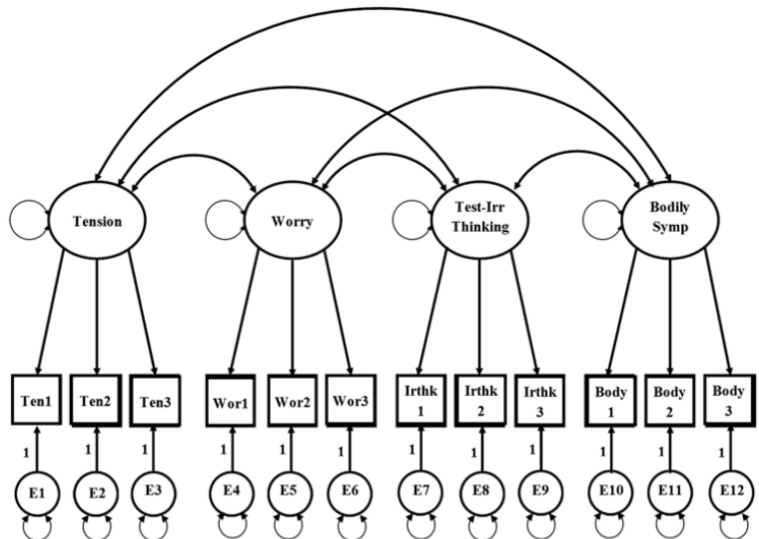 Tension
Worry
Test-Irr
Thinking
Bodily
Symp
Ten1
Ten2
Ten3
Wor1
Wor2
Wor3
Irthk
1
Irthk
2
Irthk
3
Body
1
Body
2
Body
3
1
1
1
1
1
1
1
1
1
1
1
1
E1
E2
E3
E4
E5
E6
E7
E8
E9
E10
E11
E12